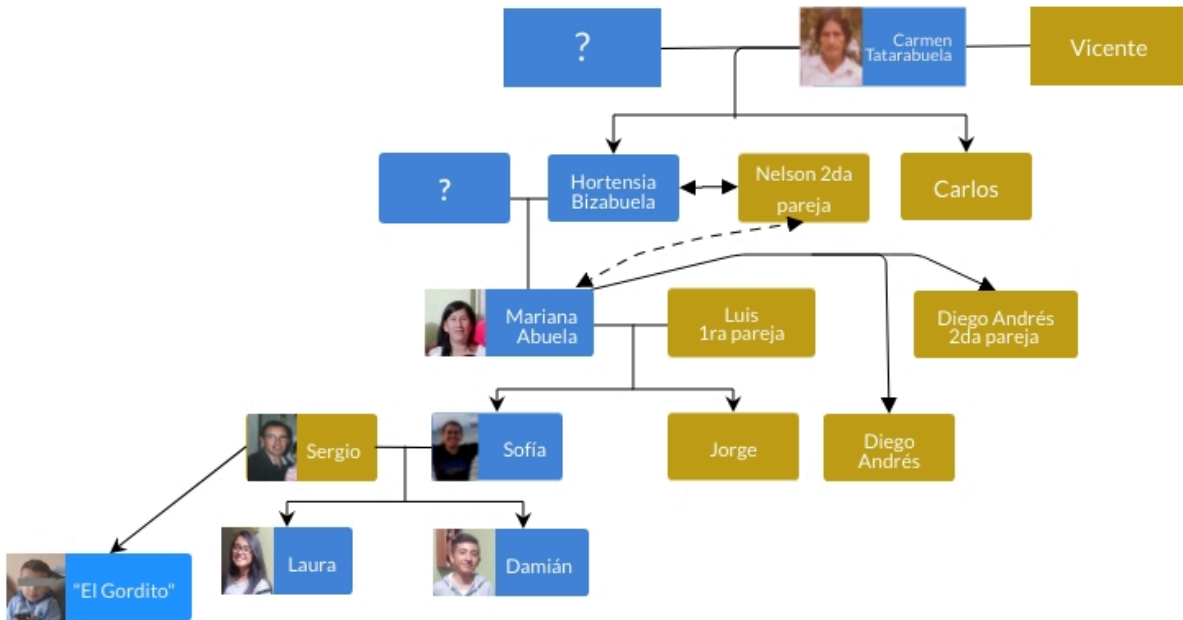 ?
Carmen
Tatarabuela
Vicente
?
Hortensia
Bizabuela
Nelson 2da
pareja
Carlos
Mariana
Abuela
Luis
1ra pareja
Diego Andrés
2da pareja
Sergio
Sofía
Jorge
Diego
Andrés
"El Gordito"
Laura
Damián